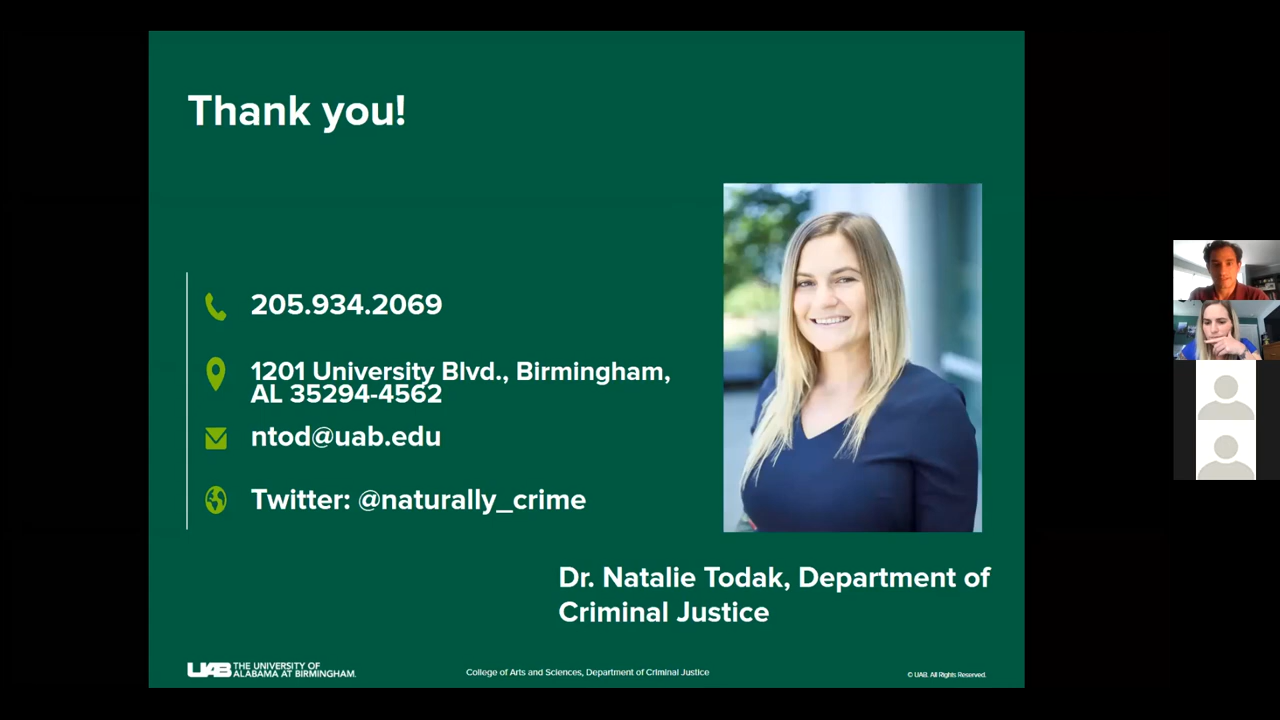 Thank you!
205.934.2069
1201 University Blvd., Birmingham,
AL 35294-4562
ntod@uab.edu
Twitter: @naturally_crime
Dr. Natalie Todak, Department of
Criminal Justice
UAB THE UNIVERSITY OF
ALABAMA AT BIRMINGHAM.
College of Arts and Sciences, Department of Criminal Justice
© UAB. All Rights Reserved.